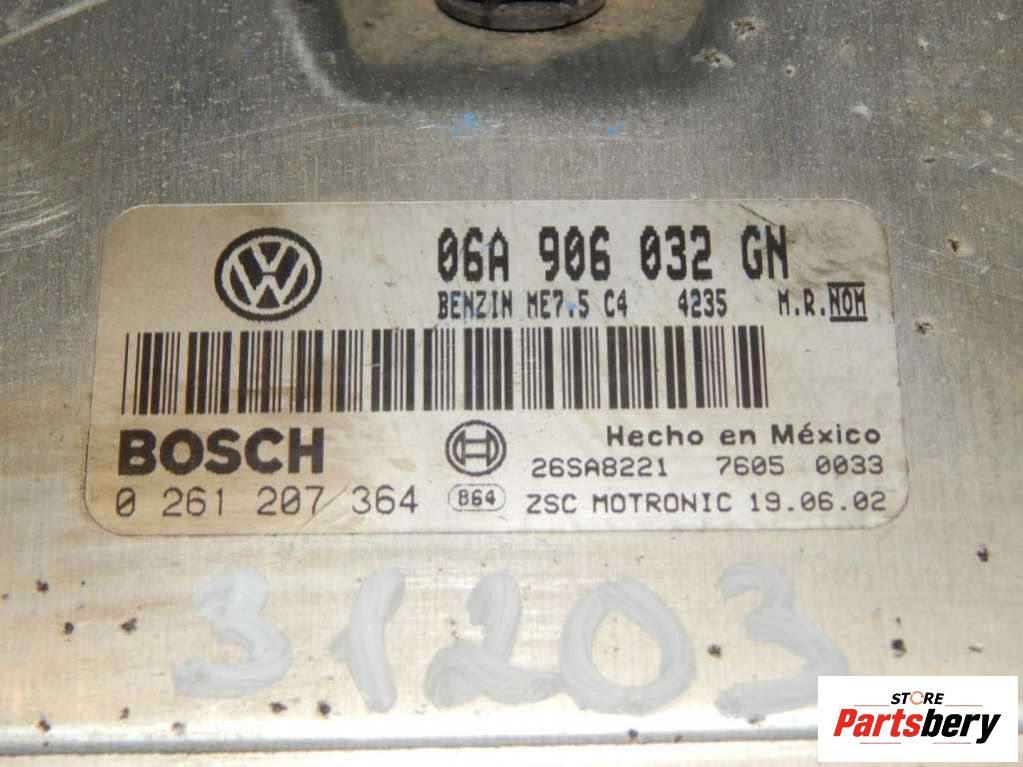 06A 906 032 GN
BENZIN ME7.5 C4 4235 M.R.NOM
BOSCH
Hecho en México
26SA8221 7605 0033
0 261 207 364 B64 ZSC MOTRONIC 19.06.02
31203
STORE
Partsbery